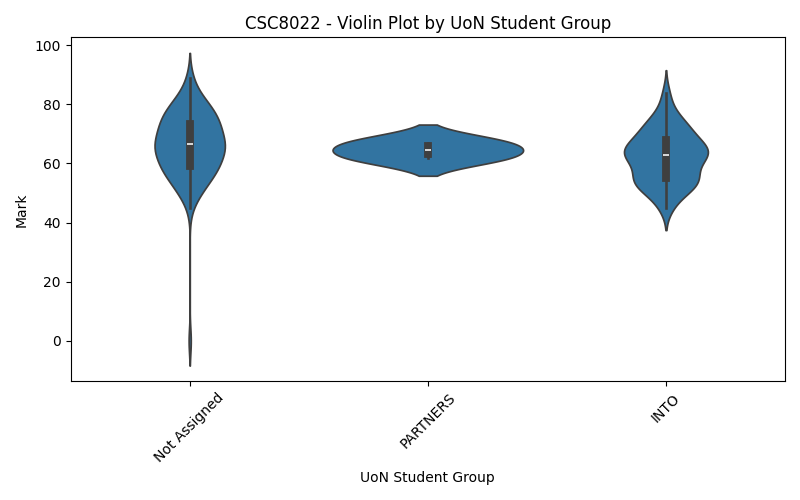 CSC8022 - Violin Plot by UoN Student Group
100
80
60
40
20
0
Mark
Not Assigned
PARTNERS
INTO
UoN Student Group